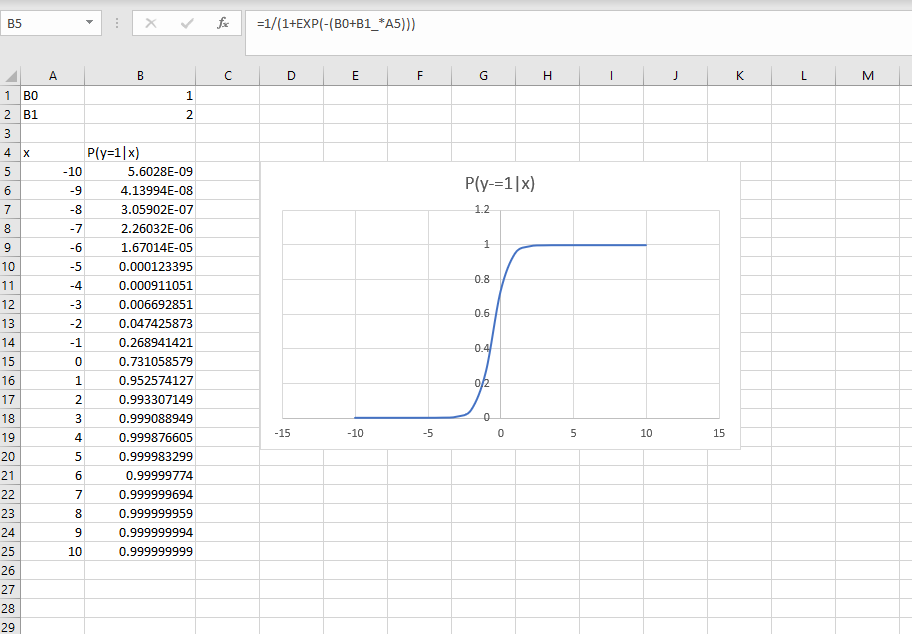 B5 fx =1/(1+EXP(-(B0+B1_*A5)))
A B C D E F G H I J K L M
1 B0 1
2 B1 2
3
4 x P(y=1|x)
5 -10 5.6028E-09
6 -9 4.13994E-08
7 -8 3.05902E-07
8 -7 2.26032E-06
9 -6 1.67014E-05
10 -5 0.000123395
11 -4 0.000911051
12 -3 0.006692851
13 -2 0.047425873
14 -1 0.268941421
15 0 0.731058579
16 1 0.952574127
17 2 0.993307149
18 3 0.999088949
19 4 0.999876605
20 5 0.999983299
21 6 0.99999774
22 7 0.999999694
23 8 0.999999959
24 9 0.999999994
25 10 0.999999999
26
27
28
29
P(y-=1|x)
1.2
1
0.8
0.6
0.4
0.2
0
-15 -10 -5 0 5 10 15